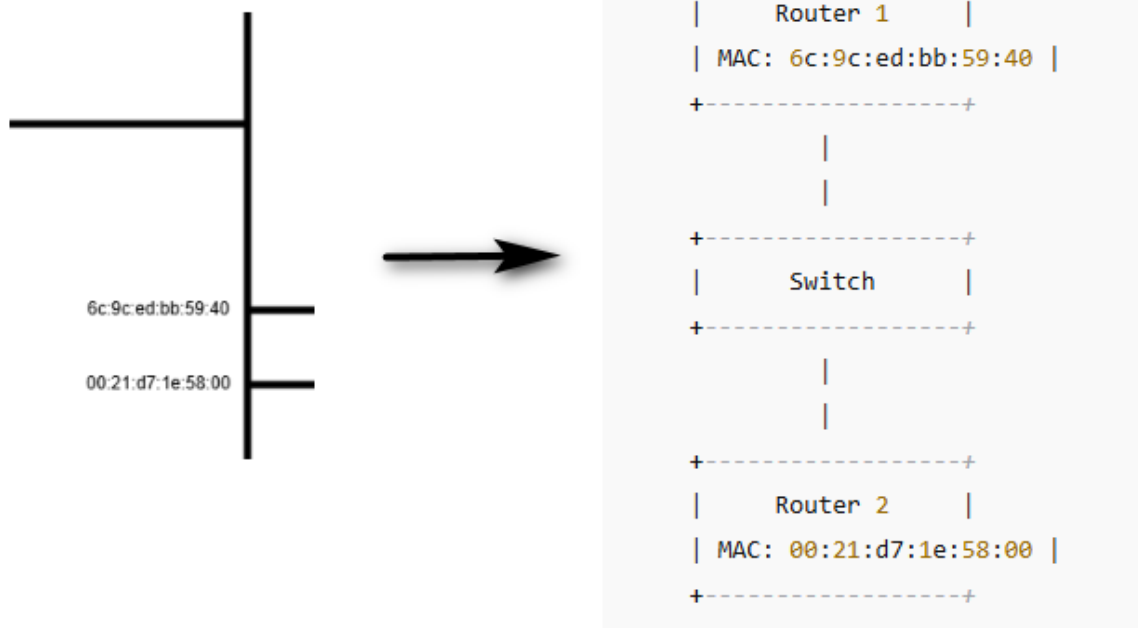 6c:9c:ed:bb:59:40
00:21:d7:1e:58:00
| Router 1 |
| MAC: 6c:9c:ed:bb:59:40 |
+------------------+
|
|
+------------------+
| Switch |
+------------------+
|
|
+------------------+
| Router 2 |
| MAC: 00:21:d7:1e:58:00 |
+------------------+